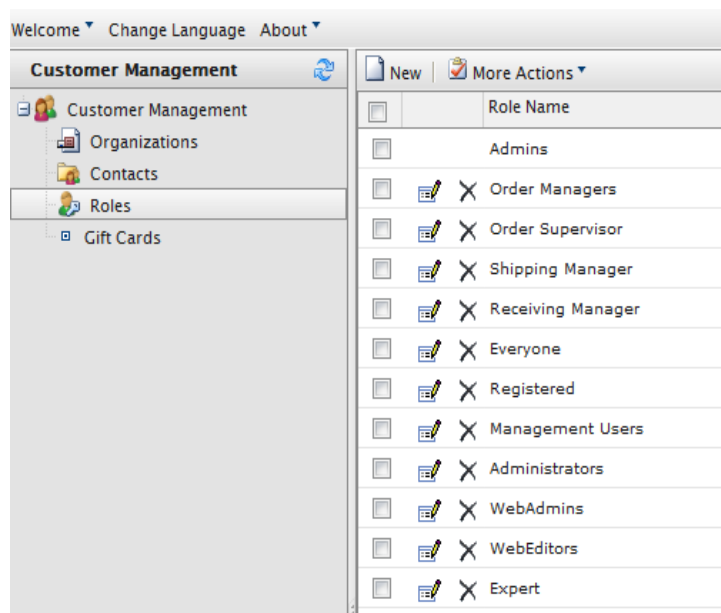 Welcome Change Language About
Customer Management
New More Actions
Customer Management
Organizations
Contacts
Roles
Gift Cards
Role Name
Admins
Order Managers
Order Supervisor
Shipping Manager
Receiving Manager
Everyone
Registered
Management Users
Administrators
WebAdmins
WebEditors
Expert